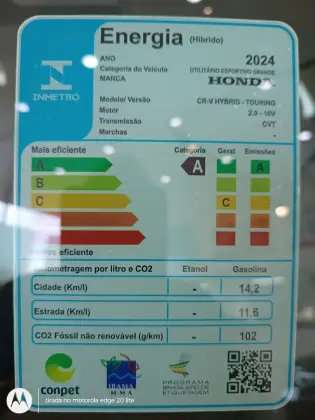 Energia (Híbrido)
ANO 2024
Categoria do Veículo UTILITÁRIO ESPORTIVO GRANDE
MARCA HONDA
INMETRO
Modelo/ Versão CR-V HYBRID - TOURING
Motor 2.0 - 16V
Transmissão CVT
Marchas -
Mais eficiente Categoria Geral Emissões
A A A
B
C C
eficiente
Quilometragem por litro e CO2 Etanol Gasolina
Cidade (Km/l) - 14,2
Estrada (Km/l) - 11,6
CO2 Fóssil não renovável (g/km) - 102
conpet
IBAMA
MMA
PROGRAMA
BRASILEIRO DE
ETIQUETAGEM
tirada no motorola edge 20 lite